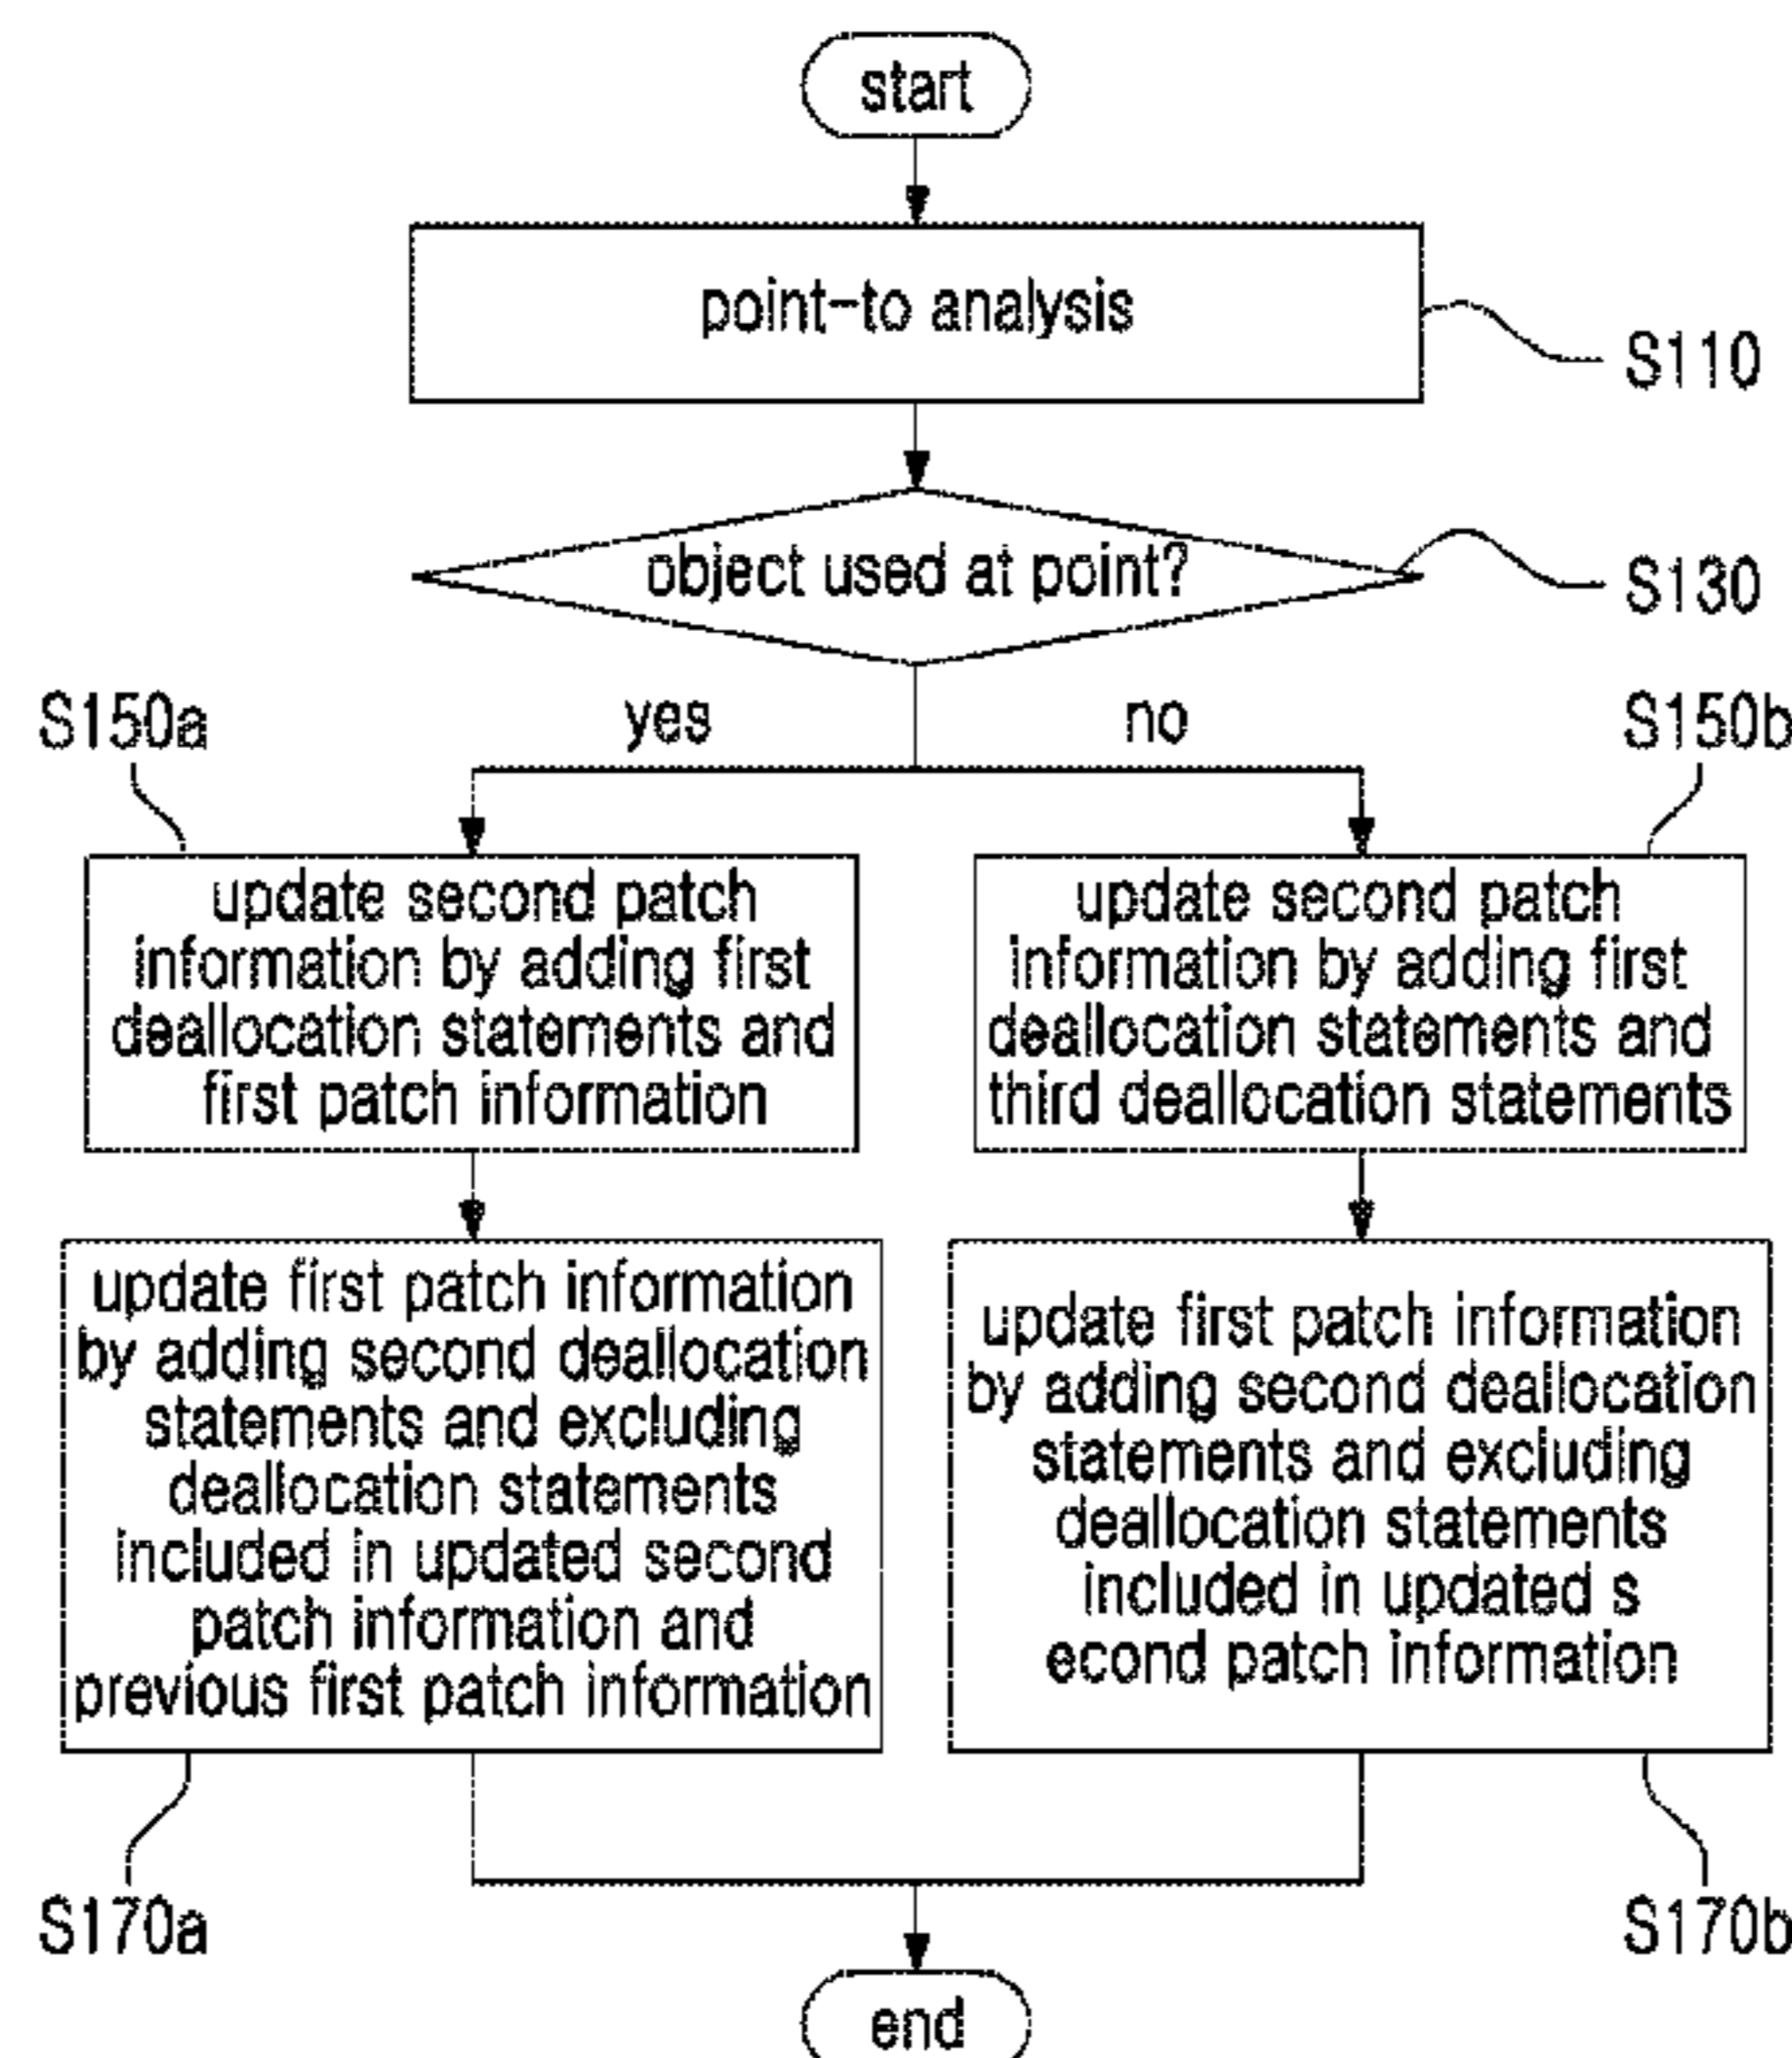 start
point-to analysis
S110
object used at point?
S130
S150a
yes
no
S150b
update second patch
information by adding first
deallocation statements and
first patch information
update second patch
information by adding first
deallocation statements and
third deallocation statements
update first patch information
by adding second deallocation
statements and excluding
deallocation statements
included in updated second
patch information and
previous first patch information
update first patch information
by adding second deallocation
statements and excluding
deallocation statements
included in updated s
econd patch information
S170a
S170b
end